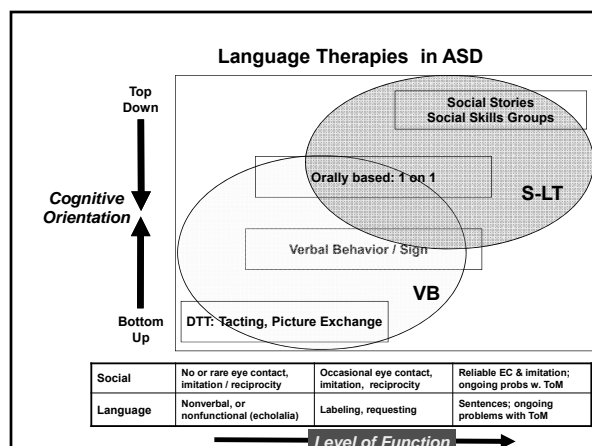 Language Therapies in ASD
Top
Down
Social Stories
Social Skills Groups
Orally based: 1 on 1
S-LT
Cognitive
Orientation
Verbal Behavior / Sign
VB
Bottom
Up
DTT: Tacting, Picture Exchange
Social
No or rare eye contact,
imitation / reciprocity
Occasional eye contact,
imitation, reciprocity
Reliable EC & imitation;
ongoing probs w. ToM
Language
Nonverbal, or
nonfunctional (echolalia)
Labeling, requesting
Sentences; ongoing
problems with ToM
Level of Function